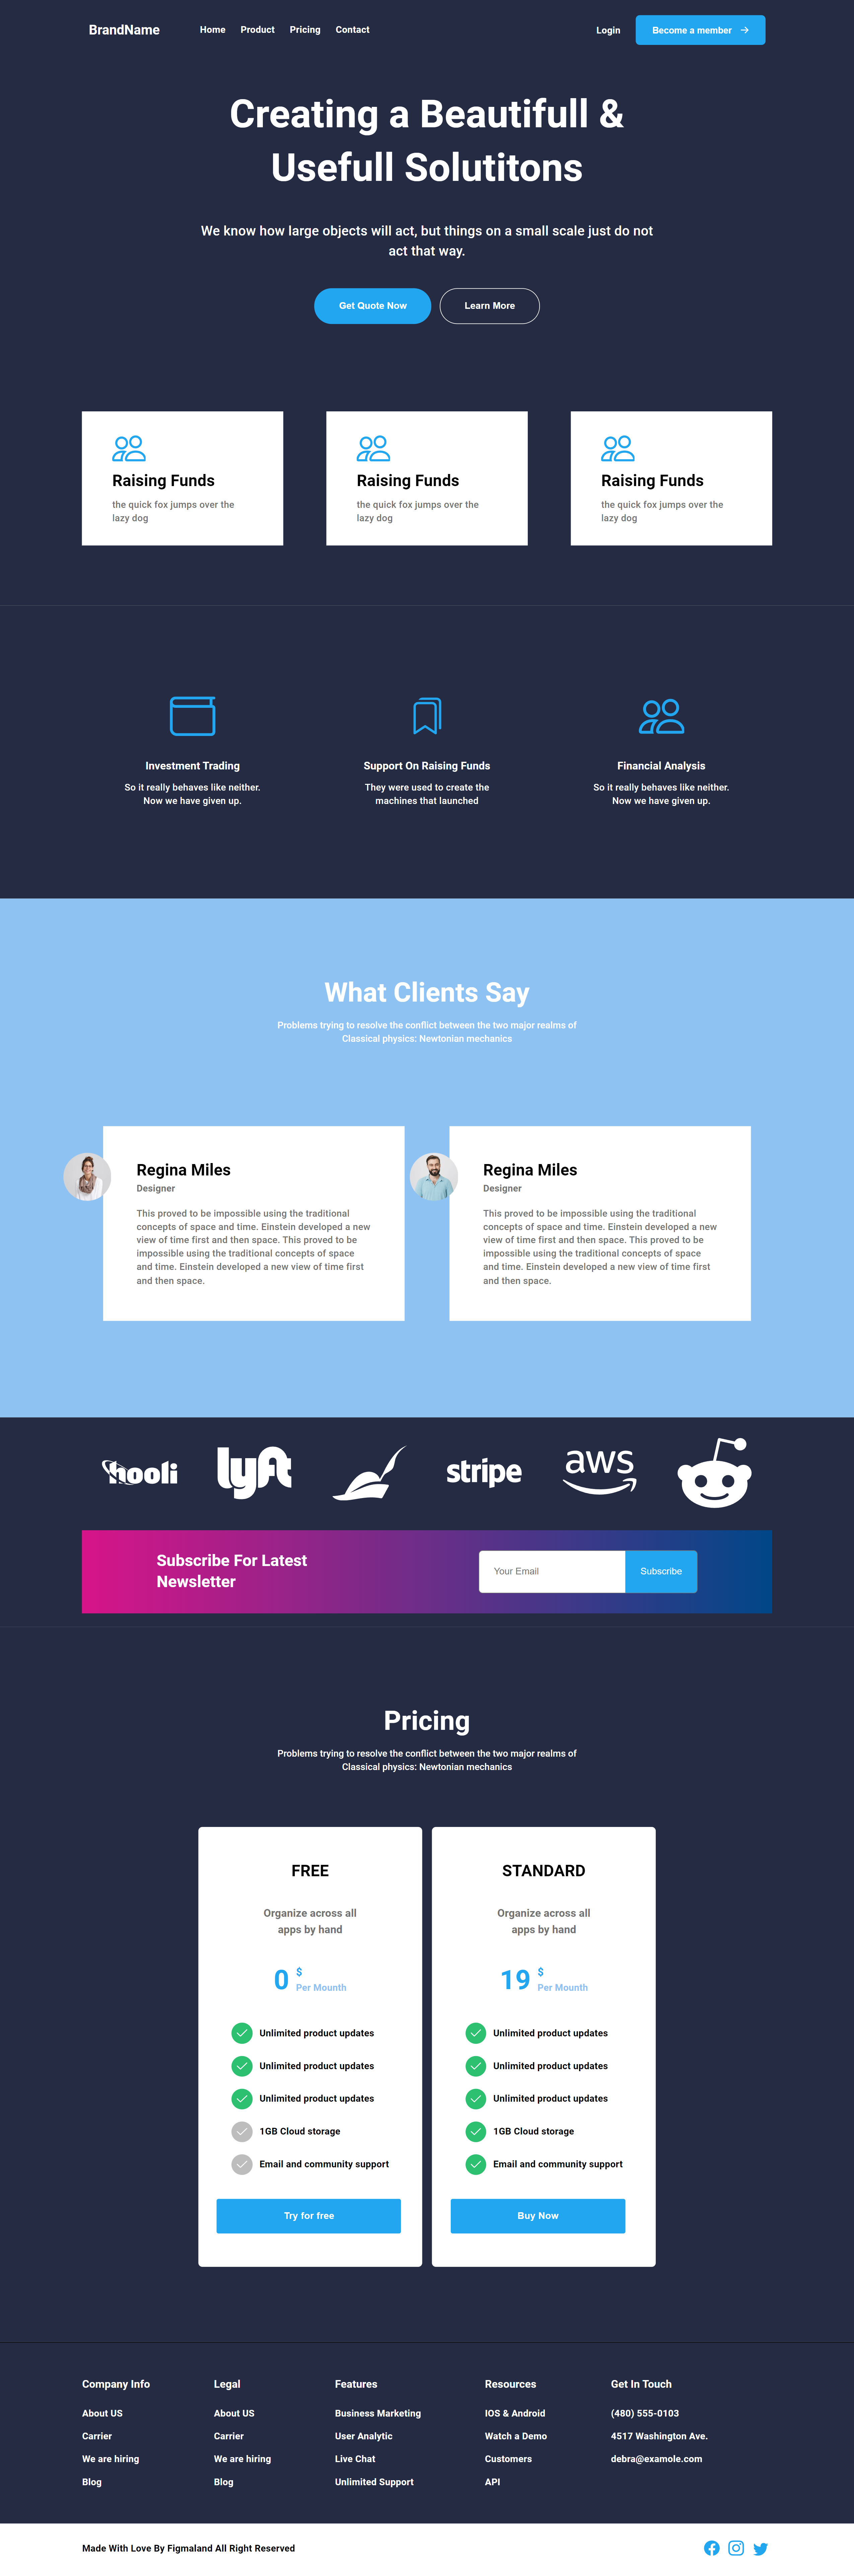 BrandName
Home Product Pricing Contact
Login
Become a member
Creating a Beautifull &
Usefull Solutitons
We know how large objects will act, but things on a small scale just do not
act that way.
Get Quote Now
Learn More
Raising Funds
the quick fox jumps over the
lazy dog
Raising Funds
the quick fox jumps over the
lazy dog
Raising Funds
the quick fox jumps over the
lazy dog
Investment Trading
So it really behaves like neither.
Now we have given up.
Support On Raising Funds
They were used to create the
machines that launched
Financial Analysis
So it really behaves like neither.
Now we have given up.
What Clients Say
Problems trying to resolve the conflict between the two major realms of
Classical physics: Newtonian mechanics
Regina Miles
Designer
This proved to be impossible using the traditional
concepts of space and time. Einstein developed a new
view of time first and then space. This proved to be
impossible using the traditional concepts of space
and time. Einstein developed a new view of time first
and then space.
Regina Miles
Designer
This proved to be impossible using the traditional
concepts of space and time. Einstein developed a new
view of time first and then space. This proved to be
impossible using the traditional concepts of space
and time. Einstein developed a new view of time first
and then space.
hooli
lyft
stripe
aws
Subscribe For Latest
Newsletter
Your Email
Subscribe
Pricing
Problems trying to resolve the conflict between the two major realms of
Classical physics: Newtonian mechanics
FREE
Organize across all
apps by hand
0 $
Per Mounth
Unlimited product updates
Unlimited product updates
Unlimited product updates
1GB Cloud storage
Email and community support
Try for free
STANDARD
Organize across all
apps by hand
19 $
Per Mounth
Unlimited product updates
Unlimited product updates
Unlimited product updates
1GB Cloud storage
Email and community support
Buy Now
Company Info
About US
Carrier
We are hiring
Blog
Legal
About US
Carrier
We are hiring
Blog
Features
Business Marketing
User Analytic
Live Chat
Unlimited Support
Resources
IOS & Android
Watch a Demo
Customers
API
Get In Touch
(480) 555-0103
4517 Washington Ave.
debra@examole.com
Made With Love By Figmaland All Right Reserved